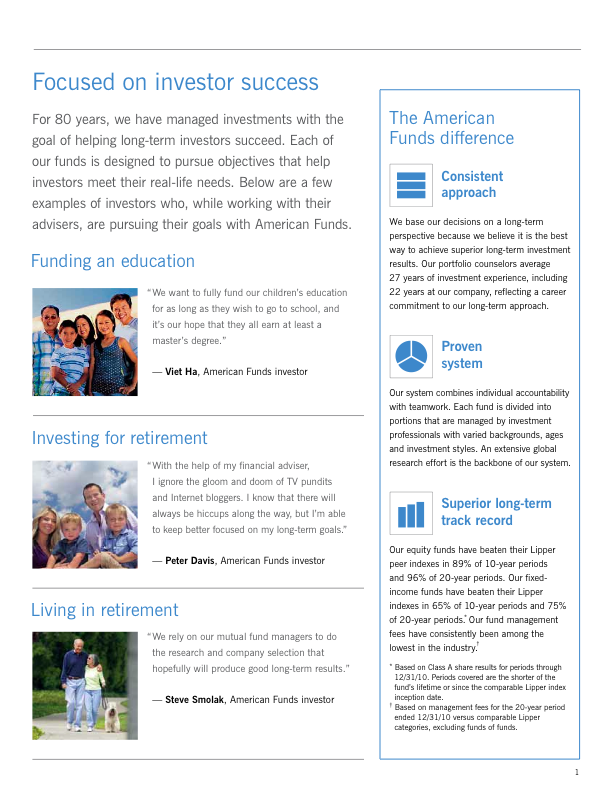 Focused on investor success
For 80 years, we have managed investments with the
goal of helping long-term investors succeed. Each of
our funds is designed to pursue objectives that help
investors meet their real-life needs. Below are a few
examples of investors who, while working with their
advisers, are pursuing their goals with American Funds.
Funding an education
“We want to fully fund our children’s education
for as long as they wish to go to school, and
it’s our hope that they all earn at least a
master’s degree.”
— Viet Ha, American Funds investor
Investing for retirement
“With the help of my financial adviser,
I ignore the gloom and doom of TV pundits
and Internet bloggers. I know that there will
always be hiccups along the way, but I’m able
to keep better focused on my long-term goals.”
— Peter Davis, American Funds investor
Living in retirement
“We rely on our mutual fund managers to do
the research and company selection that
hopefully will produce good long-term results.”
— Steve Smolak, American Funds investor
The American
Funds difference
Consistent
approach
We base our decisions on a long-term
perspective because we believe it is the best
way to achieve superior long-term investment
results. Our portfolio counselors average
27 years of investment experience, including
22 years at our company, reflecting a career
commitment to our long-term approach.
Proven
system
Our system combines individual accountability
with teamwork. Each fund is divided into
portions that are managed by investment
professionals with varied backgrounds, ages
and investment styles. An extensive global
research effort is the backbone of our system.
Superior long-term
track record
Our equity funds have beaten their Lipper
peer indexes in 89% of 10-year periods
and 96% of 20-year periods. Our fixed-
income funds have beaten their Lipper
indexes in 65% of 10-year periods and 75%
of 20-year periods.* Our fund management
fees have consistently been among the
lowest in the industry.†
* Based on Class A share results for periods through
12/31/10. Periods covered are the shorter of the
fund’s lifetime or since the comparable Lipper index
inception date.
† Based on management fees for the 20-year period
ended 12/31/10 versus comparable Lipper
categories, excluding funds of funds.
1